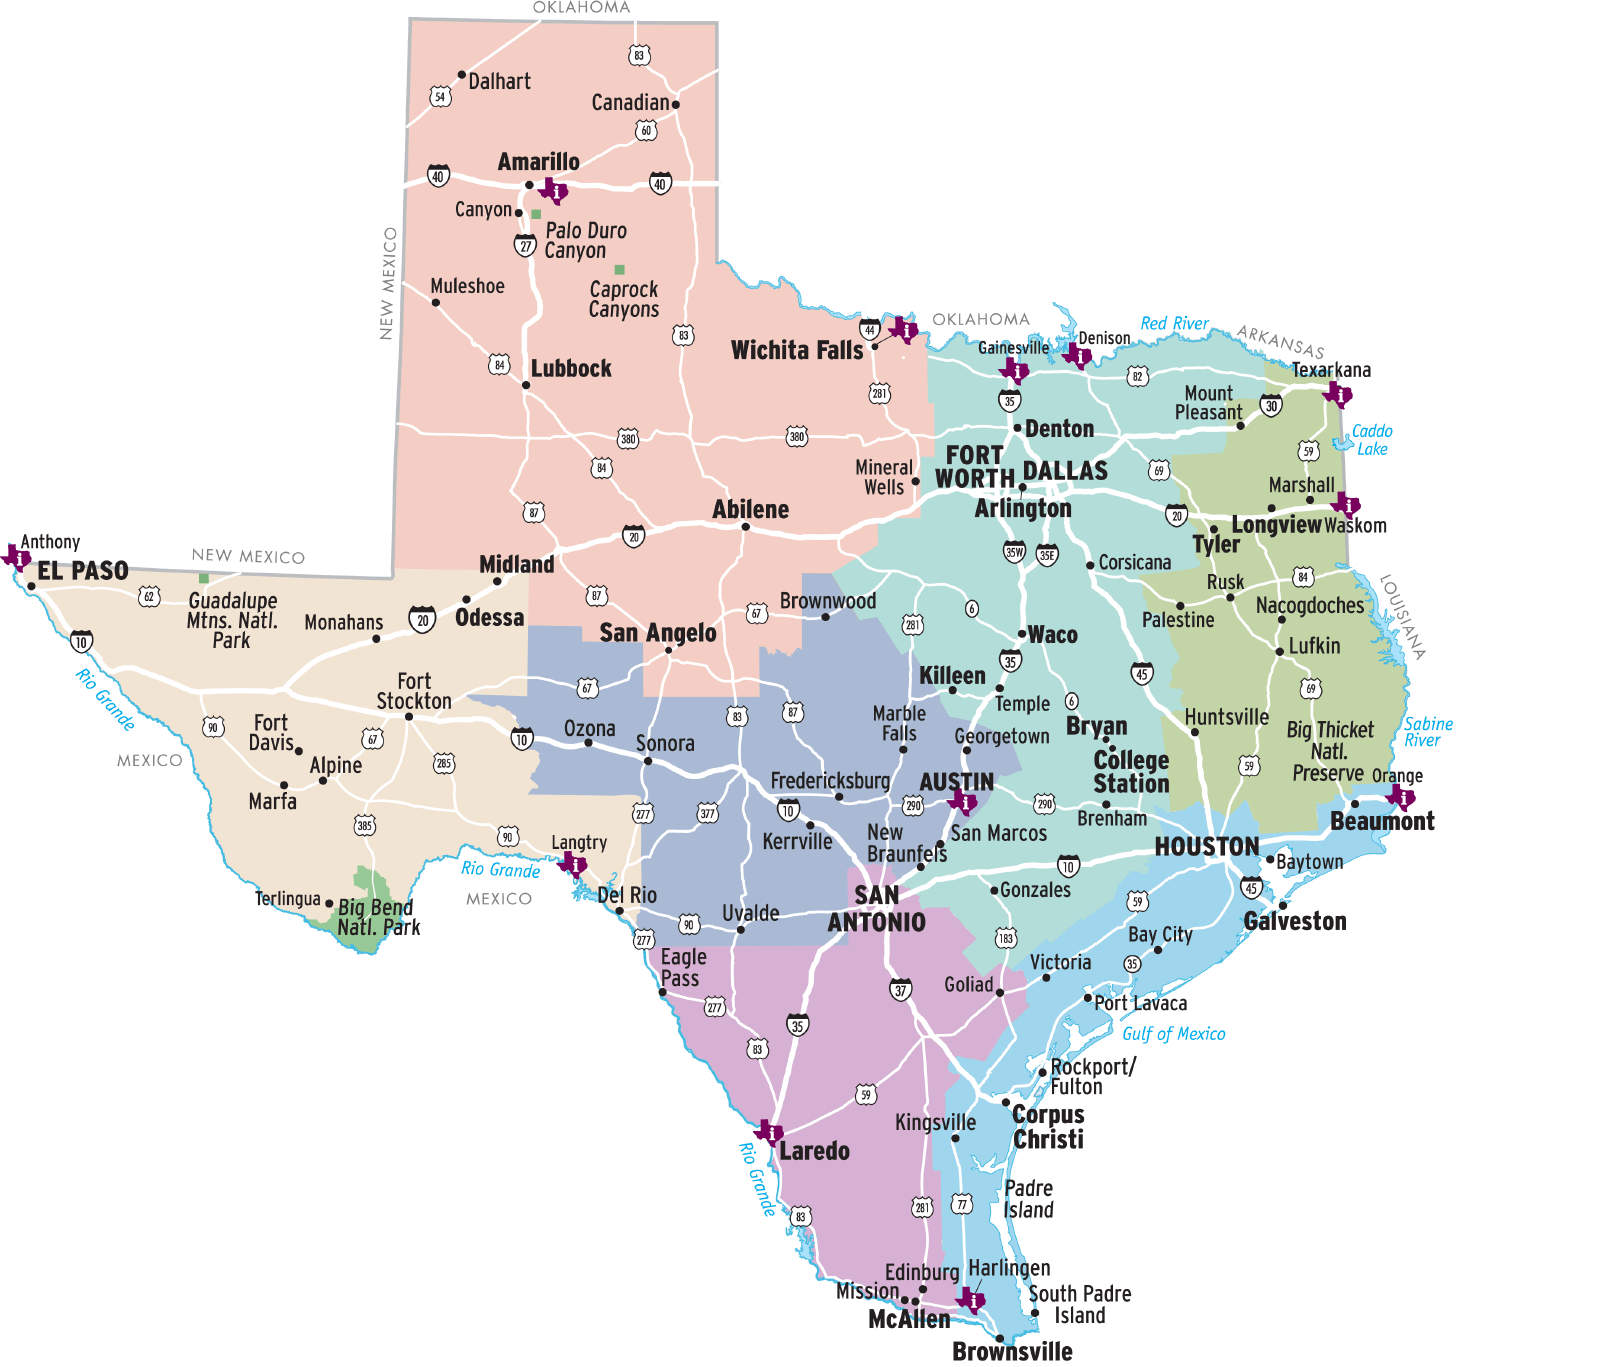 OKLAHOMA
83
Dalhart
54
Canadian
60
Amarillo
40
40
i
Canyon
Palo Duro
Canyon
27
NEW MEXICO
Muleshoe
Caprock
Canyons
83
44
i
OKLAHOMA
Red River
ARKANSAS
Wichita Falls
Gainesville
i
Denison
i
82
Texarkana
i
84
Lubbock
281
35
Mount
Pleasant
30
Denton
Caddo
Lake
380
380
FORT
WORTH
DALLAS
59
84
Mineral
Wells
69
Marshall
Arlington
87
Abilene
20
Longview
i
Waskom
20
Tyler
Anthony
i
NEW MEXICO
EL PASO
35W
35E
Corsicana
Midland
62
Guadalupe
Mtns. Natl.
Park
Monahans
20
Odessa
87
67
Brownwood
6
Rusk
84
LOUISIANA
Nacogdoches
Palestine
10
San Angelo
281
Waco
Lufkin
35
45
Rio Grande
Fort
Stockton
67
Killeen
Temple
6
69
90
Fort
Davis
67
83
87
Marble
Falls
Bryan
Huntsville
Big Thicket
Natl.
Preserve
Sabine
River
MEXICO
10
Ozona
Sonora
Georgetown
College
Station
285
Alpine
Marfa
Fredericksburg
AUSTIN
i
59
Orange
i
385
277
377
10
290
290
Brenham
Beaumont
90
Langtry
i
Kerrville
New
Braunfels
San Marcos
HOUSTON
Baytown
Rio Grande
MEXICO
10
45
Terlingua
Big Bend
Natl. Park
Del Rio
SAN
ANTONIO
Gonzales
59
Galveston
90
Uvalde
277
183
Bay City
Eagle
Pass
Victoria
35
277
37
Goliad
Port Lavaca
35
Gulf of Mexico
83
Rockport/
Fulton
59
Corpus
Christi
Kingsville
i
Laredo
Rio Grande
Padre
Island
83
281
77
Edinburg
Harlingen
Mission
i
South Padre
Island
McAllen
Brownsville